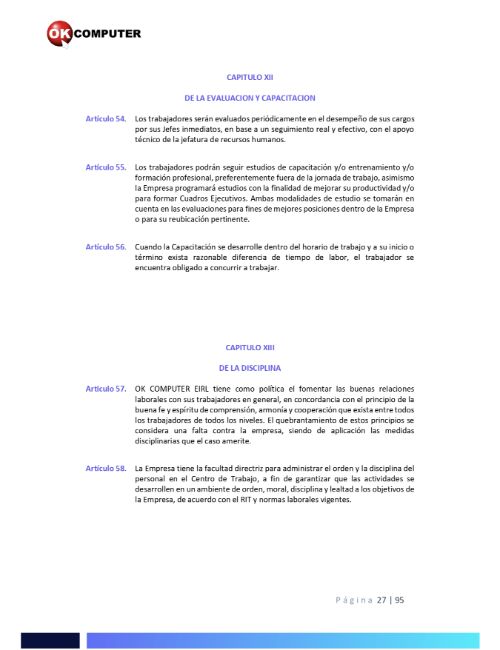 OK COMPUTER
CAPITULO XII
DE LA EVALUACION Y CAPACITACION
Artículo 54. Los trabajadores serán evaluados periódicamente en el desempeño de sus cargos
por sus Jefes inmediatos, en base a un seguimiento real y efectivo, con el apoyo
técnico de la jefatura de recursos humanos.
Artículo 55. Los trabajadores podrán seguir estudios de capacitación y/o entrenamiento y/o
formación profesional, preferentemente fuera de la jornada de trabajo, asimismo
la Empresa programará estudios con la finalidad de mejorar su productividad y/o
para formar Cuadros Ejecutivos. Ambas modalidades de estudio se tomarán en
cuenta en las evaluaciones para fines de mejores posiciones dentro de la Empresa
o para su reubicación pertinente.
Artículo 56. Cuando la Capacitación se desarrolle dentro del horario de trabajo y a su inicio o
término exista razonable diferencia de tiempo de labor, el trabajador se
encuentra obligado a concurrir a trabajar.
CAPITULO XIII
DE LA DISCIPLINA
Artículo 57. OK COMPUTER EIRL tiene como política el fomentar las buenas relaciones
laborales con sus trabajadores en general, en concordancia con el principio de la
buena fe y espíritu de comprensión, armonía y cooperación que exista entre todos
los trabajadores de todos los niveles. El quebrantamiento de estos principios se
considera una falta contra la empresa, siendo de aplicación las medidas
disciplinarias que el caso amerite.
Artículo 58. La Empresa tiene la facultad directriz para administrar el orden y la disciplina del
personal en el Centro de Trabajo, a fin de garantizar que las actividades se
desarrollen en un ambiente de orden, moral, disciplina y lealtad a los objetivos de
la Empresa, de acuerdo con el RIT y normas laborales vigentes.
Página 27 | 95